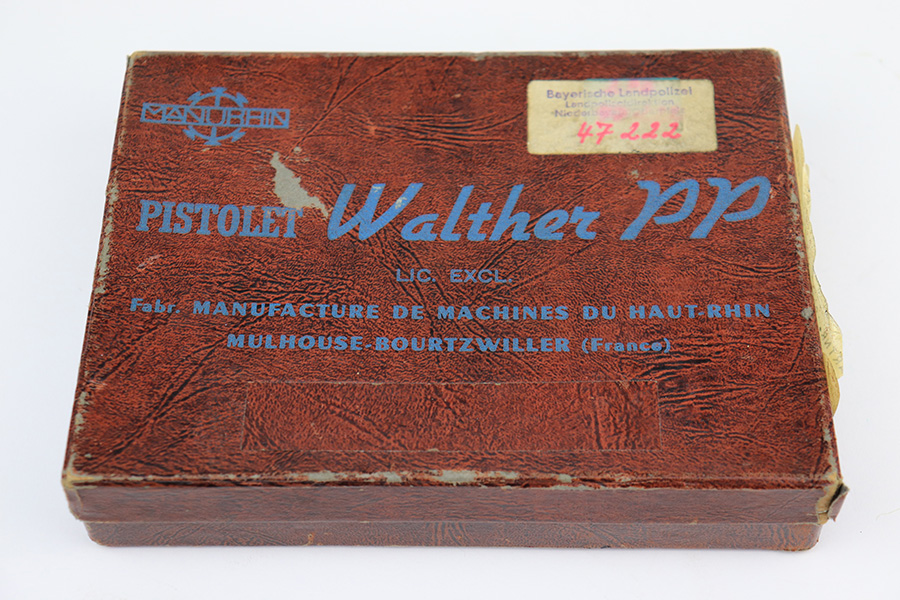 MANURHIN
Bayerische Landpolizei
47 222
PISTOLET Walther PP
LIC. EXCL.
Fabr. MANUFACTURE DE MACHINES DU HAUT-RHIN
MULHOUSE-BOURTZWILLER (France)